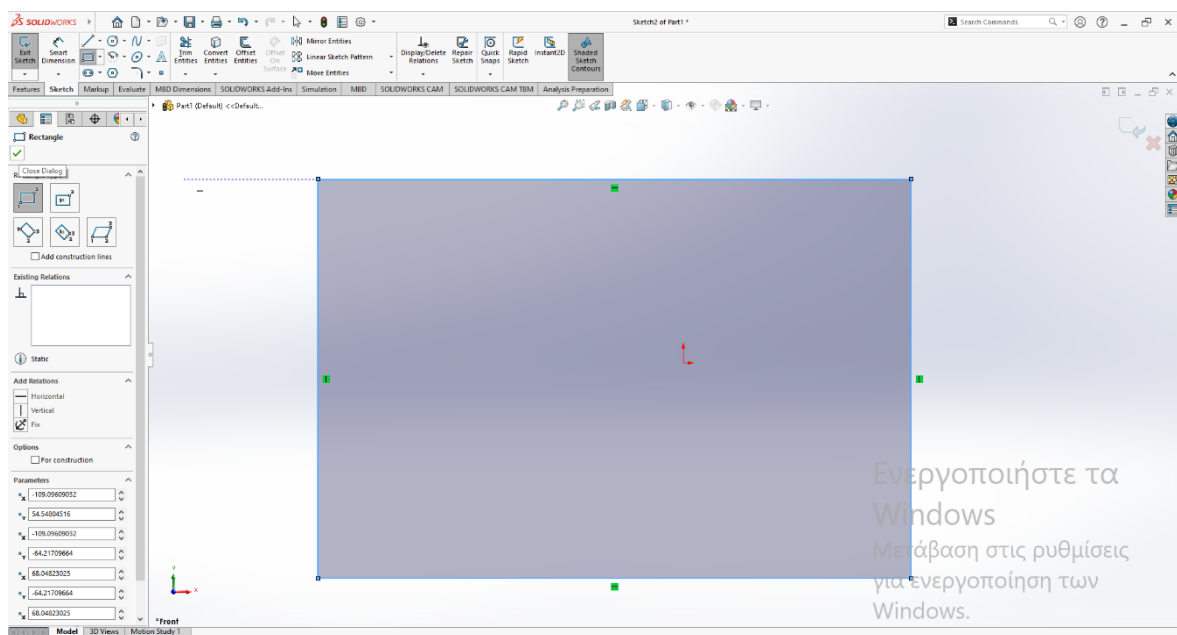 SOLIDWORKS
Sketch2 of Part1 *
Search Commands
Exit Sketch
Smart Dimension
Trim Entities
Convert Entities
Offset Entities
Offset On Surface
Mirror Entities
Linear Sketch Pattern
Move Entities
Display/Delete Relations
Repair Sketch
Quick Snaps
Rapid Sketch
Instant2D
Shaded Sketch Contours
Features Sketch Markup Evaluate MBD Dimensions SOLIDWORKS Add-Ins Simulation MBD SOLIDWORKS CAM SOLIDWORKS CAM TBM Analysis Preparation
Part1 (Default) <<Default...
Rectangle
Close Dialog
Add construction lines
Existing Relations
Static
Add Relations
Horizontal
Vertical
Fix
Options
For construction
Parameters
-109.09609032
54.54804516
-109.09609032
-64.21709664
68.04823025
-64.21709664
68.04823025
Y
X
*Front
Ενεργοποιήστε τα
Windows
Μετάβαση στις ρυθμίσεις
για ενεργοποίηση των
Windows.
Model 3D Views Motion Study 1